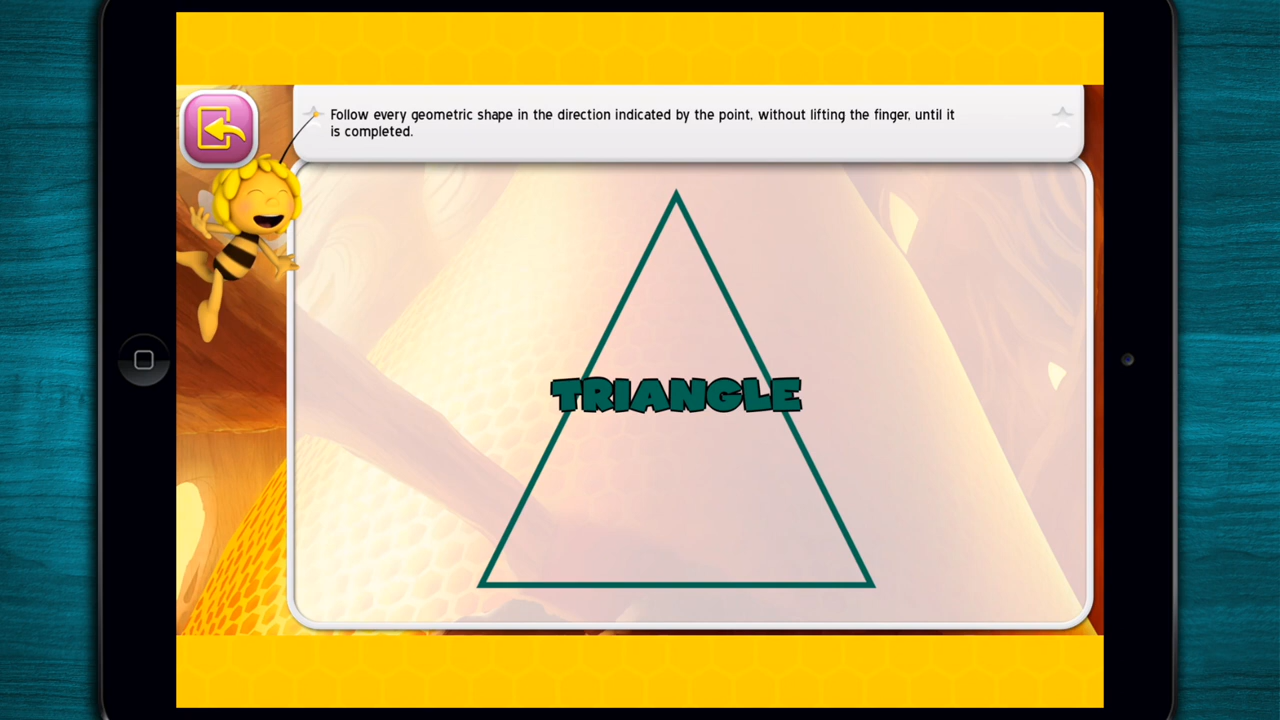 Follow every geometric shape in the direction indicated by the point, without lifting the finger, until it
is completed.
TRIANGLE